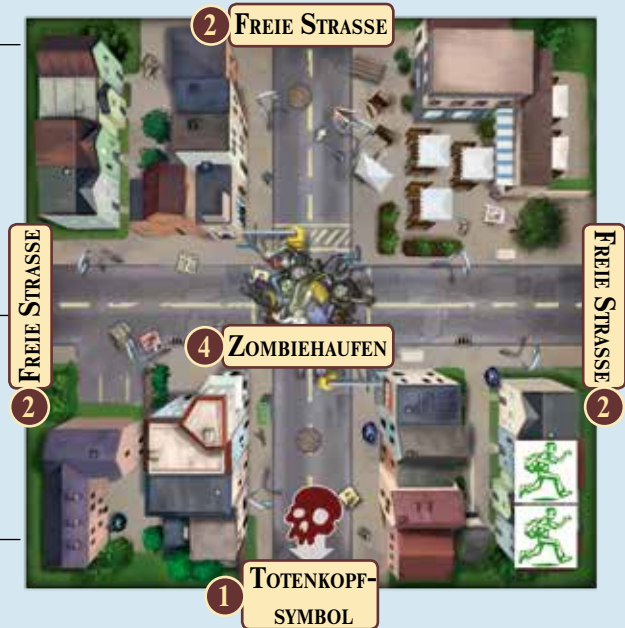 2 FREIE STRASSE
FREIE STRASSE
2
FREIE STRASSE
2
4 ZOMBIEHAUFEN
1 TOTENKOPF-
SYMBOL